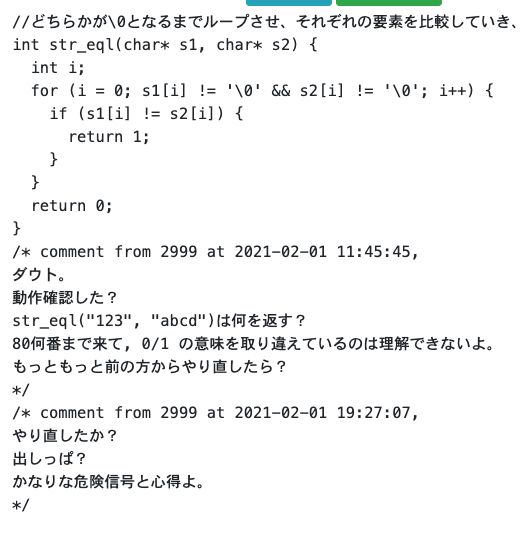 //どちらかが\0となるまでループさせ、それぞれの要素を比較していき、
int str_eql(char* s1, char* s2) {
  int i;
  for (i = 0; s1[i] != '\0' && s2[i] != '\0'; i++) {
    if (s1[i] != s2[i]) {
      return 1;
    }
  }
  return 0;
}
/* comment from 2999 at 2021-02-01 11:45:45,
ダウト。
動作確認した？
str_eql("123", "abcd")は何を返す？
80何番まで来て, 0/1 の意味を取り違えているのは理解できないよ。
もっともっと前の方からやり直したら？
*/
/* comment from 2999 at 2021-02-01 19:27:07,
やり直したか？
出しっぱ？
かなりな危険信号と心得よ。
*/